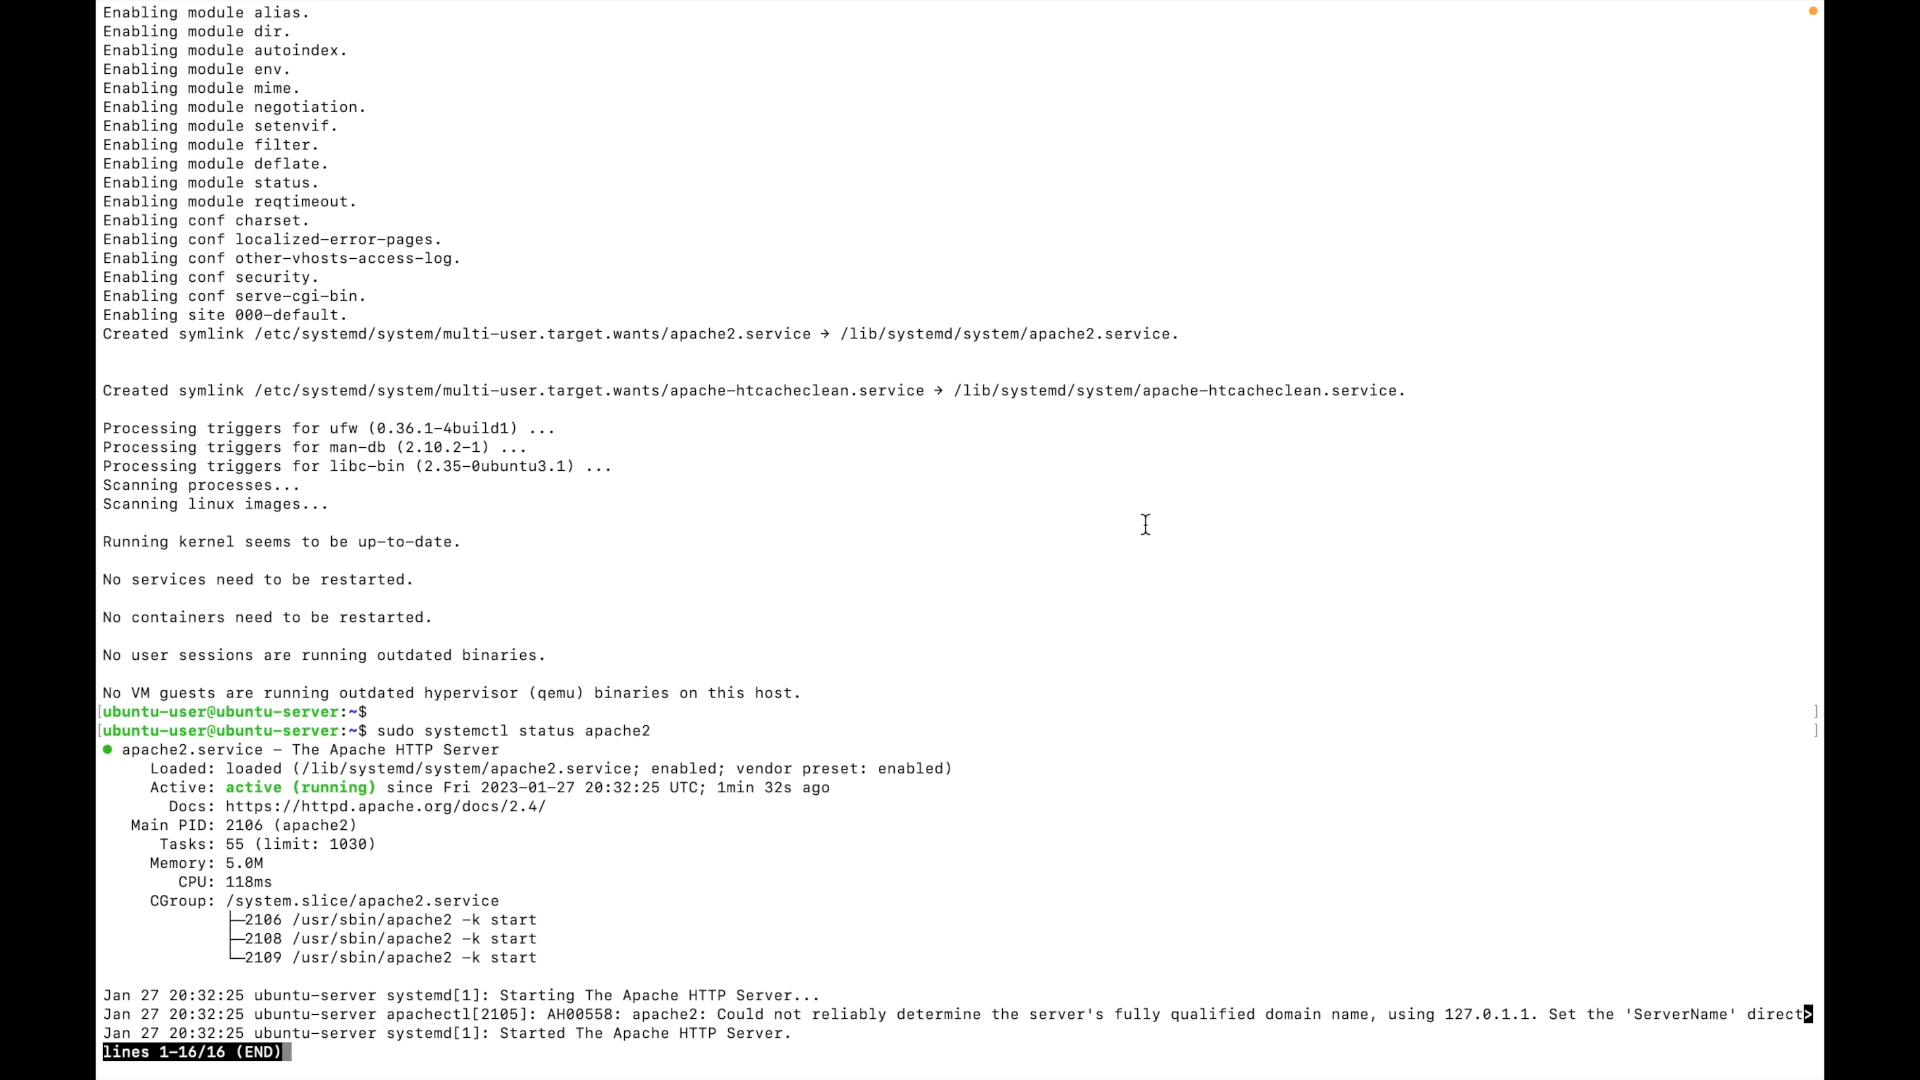 Enabling module alias.
Enabling module dir.
Enabling module autoindex.
Enabling module env.
Enabling module mime.
Enabling module negotiation.
Enabling module setenvif.
Enabling module filter.
Enabling module deflate.
Enabling module status.
Enabling module reqtimeout.
Enabling conf charset.
Enabling conf localized-error-pages.
Enabling conf other-vhosts-access-log.
Enabling conf security.
Enabling conf serve-cgi-bin.
Enabling site 000-default.
Created symlink /etc/systemd/system/multi-user.target.wants/apache2.service → /lib/systemd/system/apache2.service.
Created symlink /etc/systemd/system/multi-user.target.wants/apache-htcacheclean.service → /lib/systemd/system/apache-htcacheclean.service.
Processing triggers for ufw (0.36.1-4build1) ...
Processing triggers for man-db (2.10.2-1) ...
Processing triggers for libc-bin (2.35-0ubuntu3.1) ...
Scanning processes...
Scanning linux images...
Running kernel seems to be up-to-date.
No services need to be restarted.
No containers need to be restarted.
No user sessions are running outdated binaries.
No VM guests are running outdated hypervisor (qemu) binaries on this host.
[ubuntu-user@ubuntu-server:~$ ]
[ubuntu-user@ubuntu-server:~$ sudo systemctl status apache2 ]
● apache2.service - The Apache HTTP Server
Loaded: loaded (/lib/systemd/system/apache2.service; enabled; vendor preset: enabled)
Active: active (running) since Fri 2023-01-27 20:32:25 UTC; 1min 32s ago
Docs: https://httpd.apache.org/docs/2.4/
Main PID: 2106 (apache2)
Tasks: 55 (limit: 1030)
Memory: 5.0M
CPU: 118ms
CGroup: /system.slice/apache2.service
├─2106 /usr/sbin/apache2 -k start
├─2108 /usr/sbin/apache2 -k start
└─2109 /usr/sbin/apache2 -k start
Jan 27 20:32:25 ubuntu-server systemd[1]: Starting The Apache HTTP Server...
Jan 27 20:32:25 ubuntu-server apachectl[2105]: AH00558: apache2: Could not reliably determine the server's fully qualified domain name, using 127.0.1.1. Set the 'ServerName' direct>
Jan 27 20:32:25 ubuntu-server systemd[1]: Started The Apache HTTP Server.
lines 1-16/16 (END)